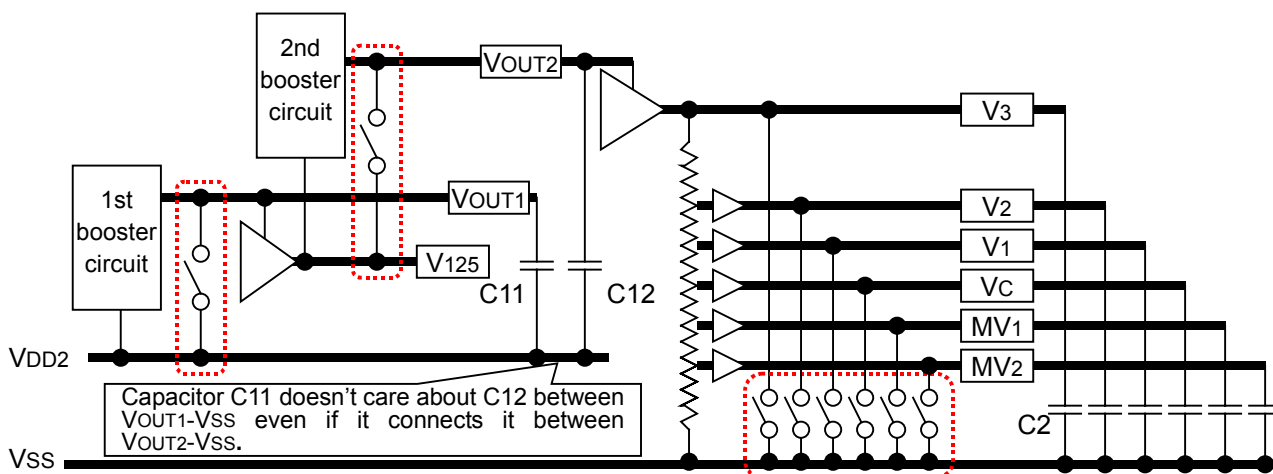 2nd
booster
circuit
VOUT2
V3
1st
booster
circuit
VOUT1
V125
C11
C12
V2
V1
VC
MV1
MV2
VDD2
Capacitor C11 doesn't care about C12 between
VOUT1-VSS even if it connects it between
VOUT2-VSS.
C2
VSS